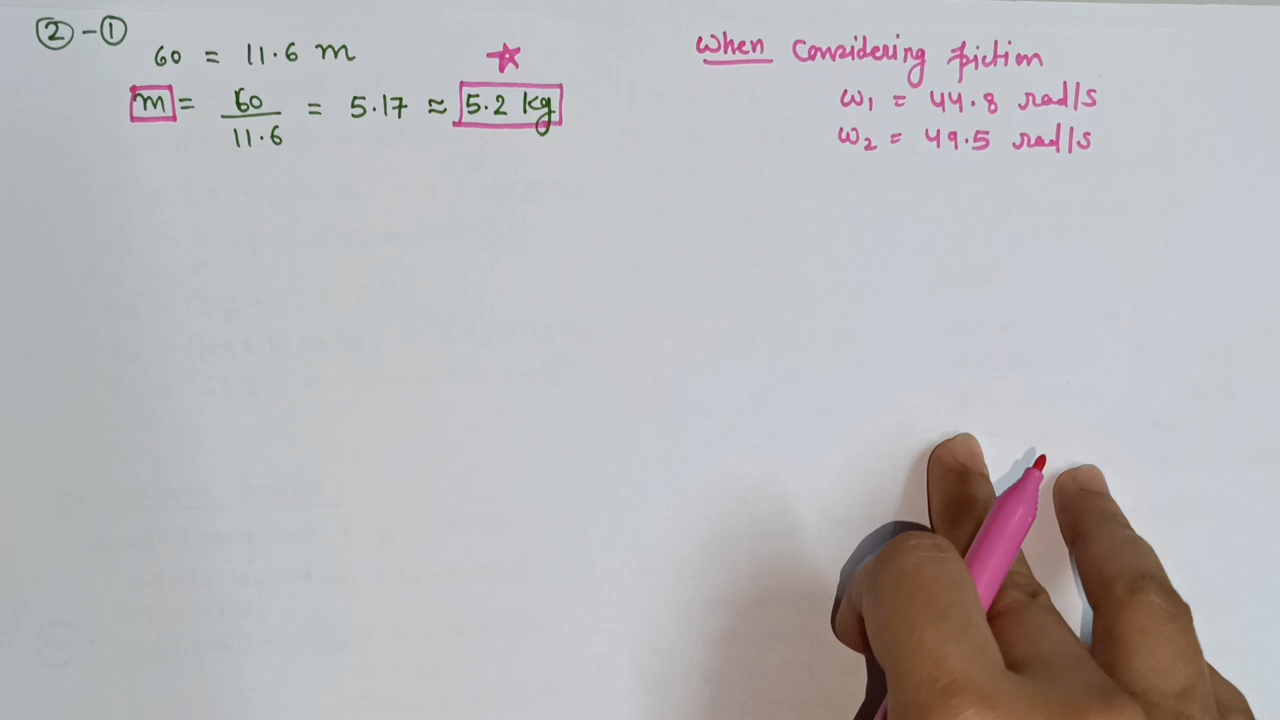 ② - ①
60 = 11.6 m
m = 60/11.6 = 5.17 ≈ 5.2 kg
When Considering friction
ω₁ = 44.8 rad/s
ω₂ = 49.5 rad/s